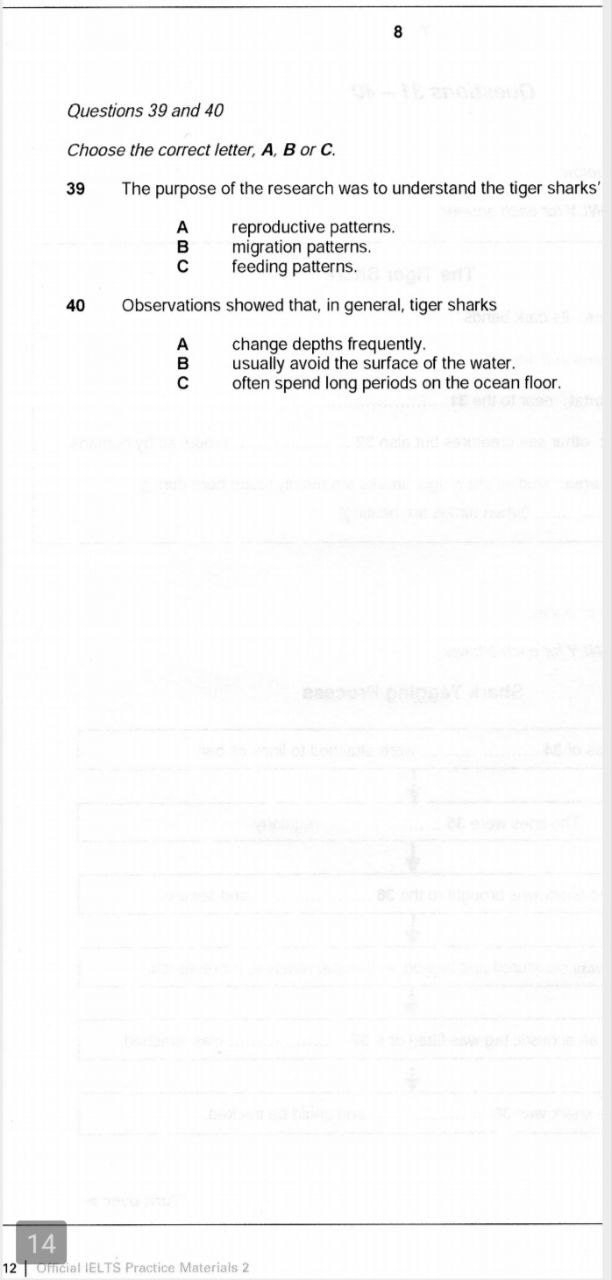 8
Questions 39 and 40
Choose the correct letter, A, B or C.
39 The purpose of the research was to understand the tiger sharks'
A reproductive patterns.
B migration patterns.
C feeding patterns.
40 Observations showed that, in general, tiger sharks
A change depths frequently.
B usually avoid the surface of the water.
C often spend long periods on the ocean floor.
14
12 | Official IELTS Practice Materials 2